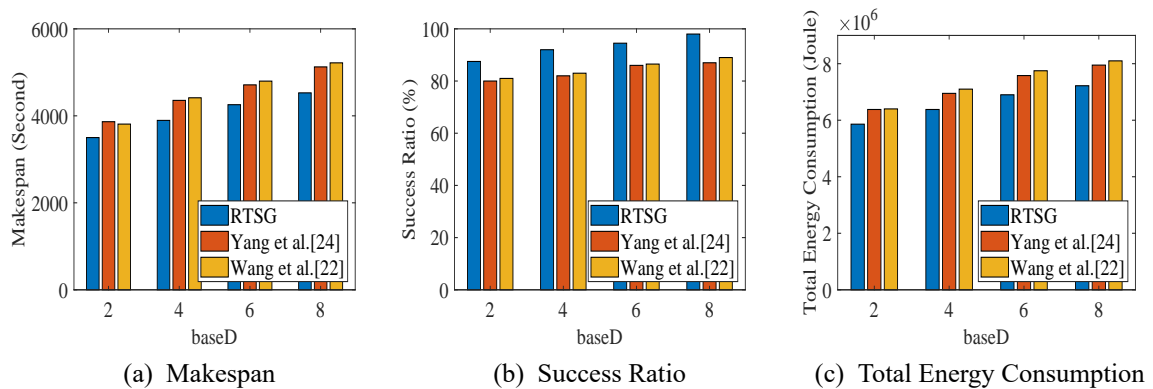 6000
4000
2000
0
Makespan (Second)
RTSG
Yang et al.[24]
Wang et al.[22]
2 4 6 8
baseD
(a) Makespan
100
80
60
40
20
0
Success Ratio (%)
RTSG
Yang et al.[24]
Wang et al.[22]
2 4 6 8
baseD
(b) Success Ratio
×10⁶
8
6
4
2
0
Total Energy Consumption (Joule)
RTSG
Yang et al.[24]
Wang et al.[22]
2 4 6 8
baseD
(c) Total Energy Consumption